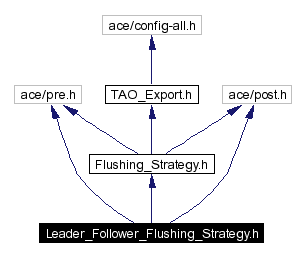 ace/config-all.h
ace/pre.h
TAO_Export.h
ace/post.h
Flushing_Strategy.h
Leader_Follower_Flushing_Strategy.h